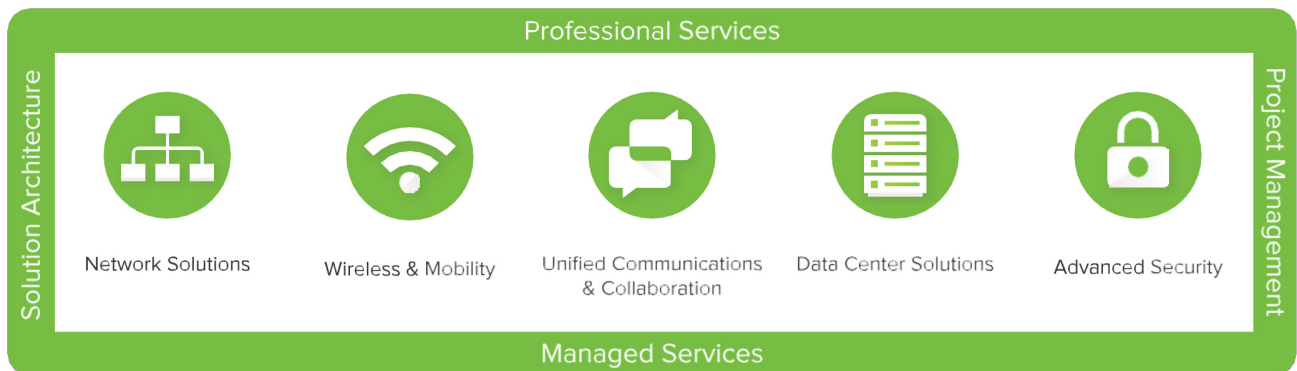 Professional Services
Solution Architecture
Network Solutions
Wireless & Mobility
Unified Communications
& Collaboration
Data Center Solutions
Advanced Security
Project Management
Managed Services